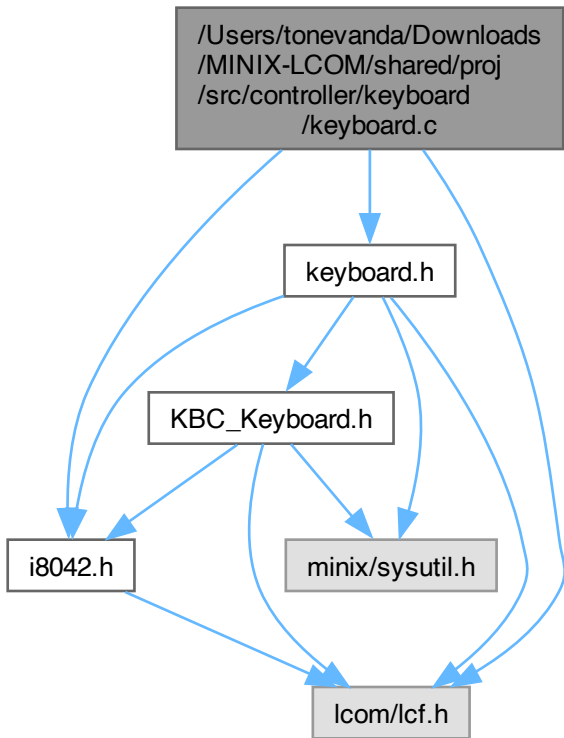 /Users/tonevanda/Downloads
/MINIX-LCOM/shared/proj
/src/controller/keyboard
/keyboard.c
keyboard.h
KBC_Keyboard.h
i8042.h
minix/sysutil.h
lcom/lcf.h